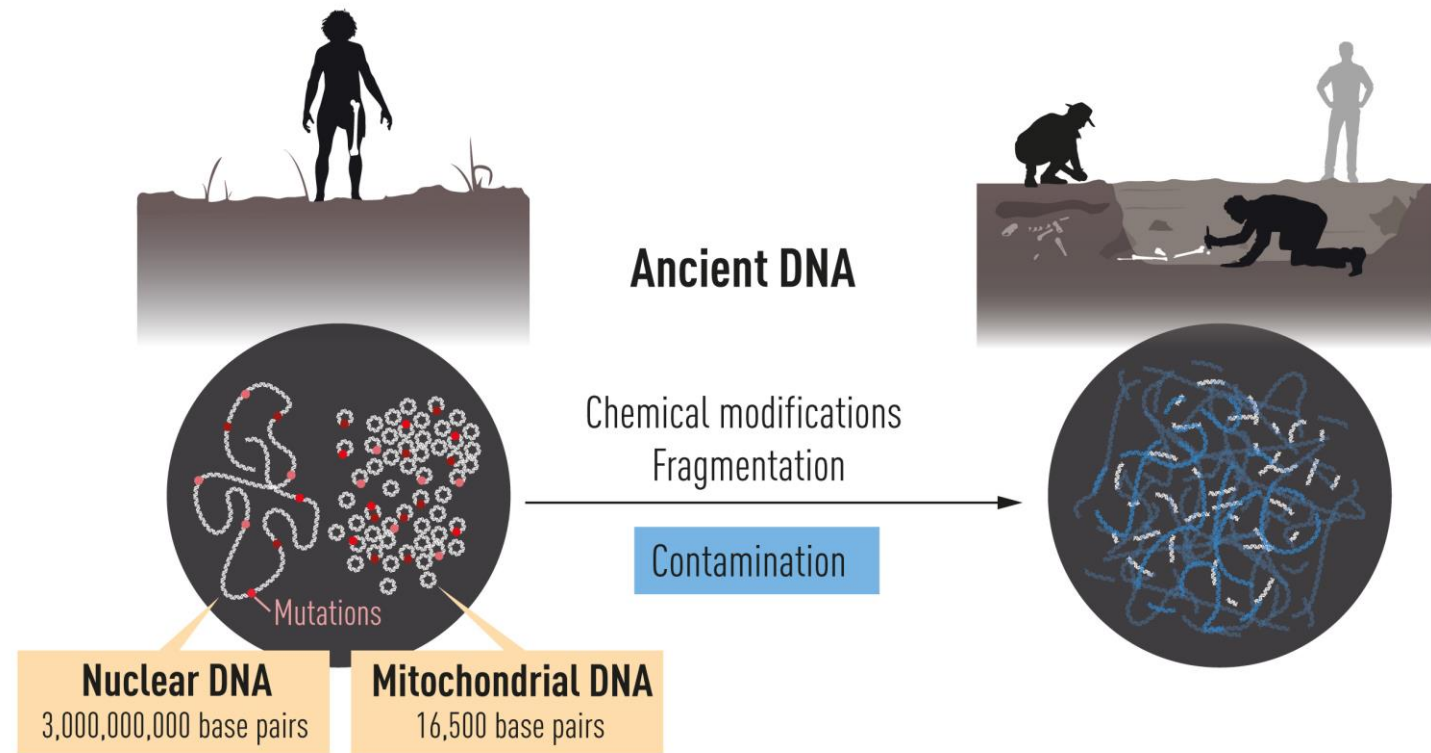 Ancient DNA
Chemical modifications
Fragmentation
Contamination
Mutations
Nuclear DNA
3,000,000,000 base pairs
Mitochondrial DNA
16,500 base pairs